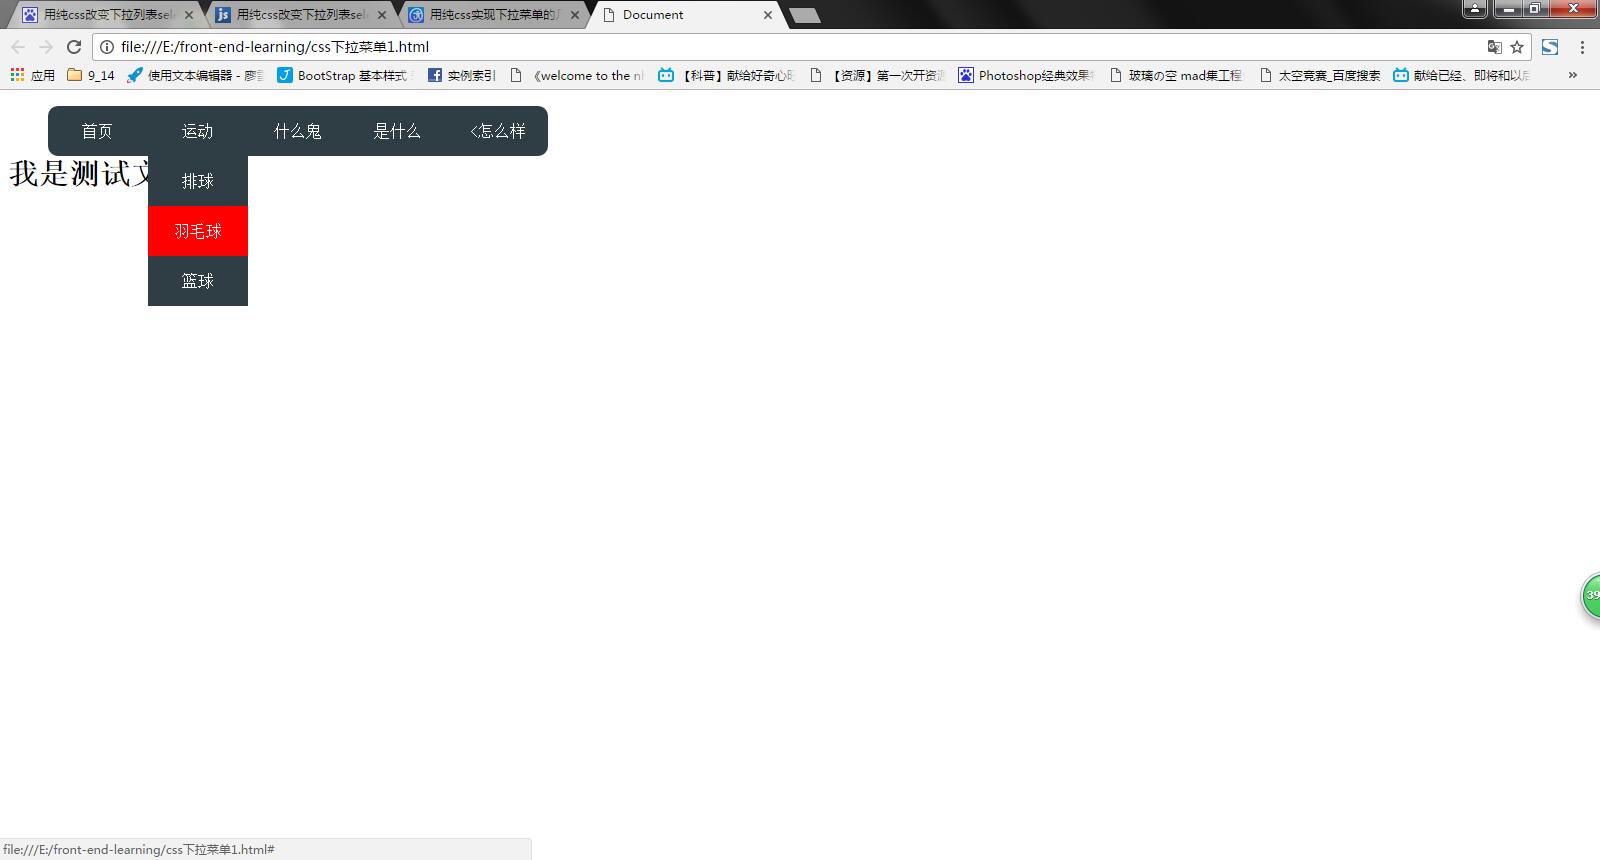 用纯css改变下拉列表sele
用纯css改变下拉列表sele
用纯css实现下拉菜单的几
Document
file:///E:/front-end-learning/css下拉菜单1.html
应用
9_14
使用文本编辑器 - 廖雪
BootStrap 基本样式
实例索引
《welcome to the nh
【科普】献给好奇心旺
【资源】第一次开资源
Photoshop经典效果
玻璃の空 mad集工程
太空竞赛_百度搜索
献给已经、即将和以后
»
首页
运动
什么鬼
是什么
<怎么样
我是测试文
排球
羽毛球
篮球
39
file:///E:/front-end-learning/css下拉菜单1.html#